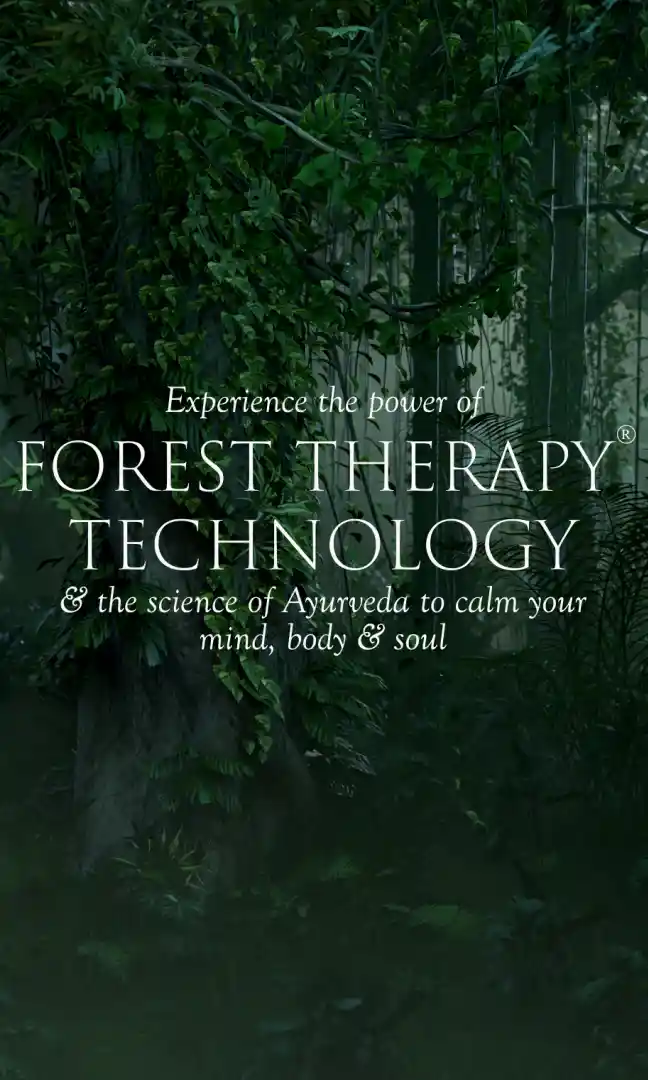 Experience the power of
FOREST THERAPY®
TECHNOLOGY
& the science of Ayurveda to calm your
mind, body & soul